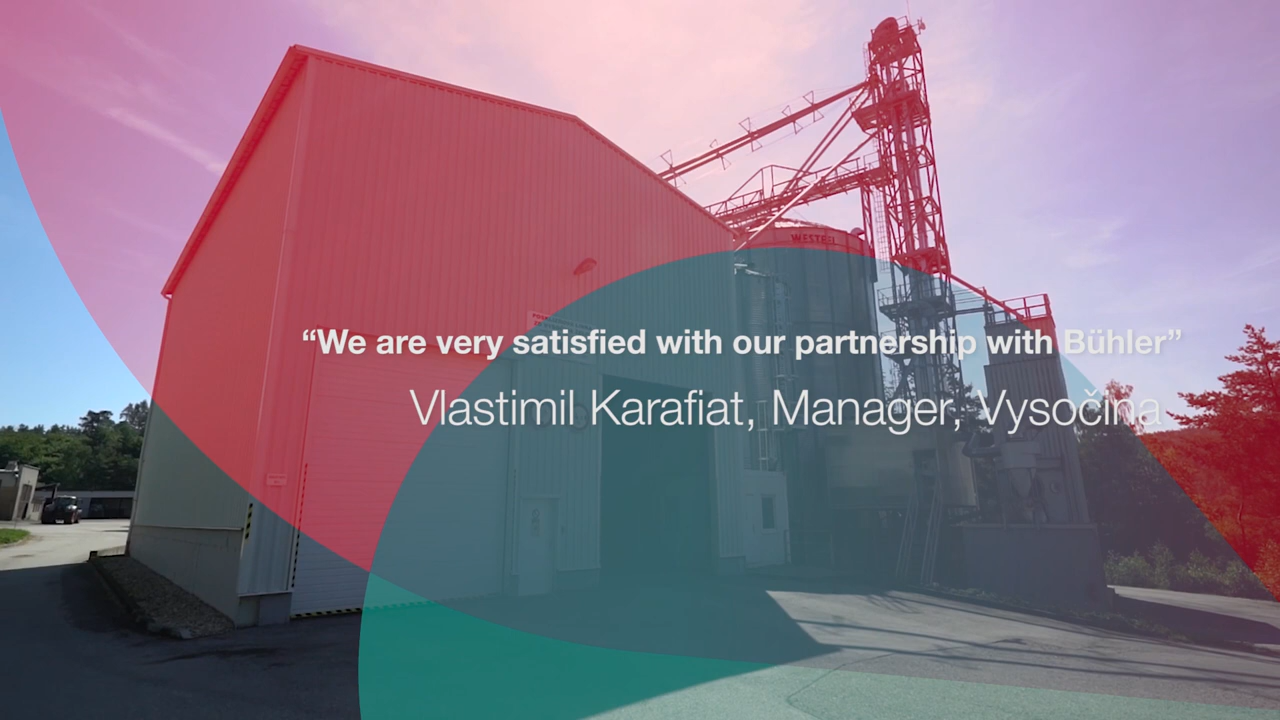 WESTEEL
“We are very satisfied with our partnership with Bühler”
Vlastimil Karafiat, Manager, Vysočina